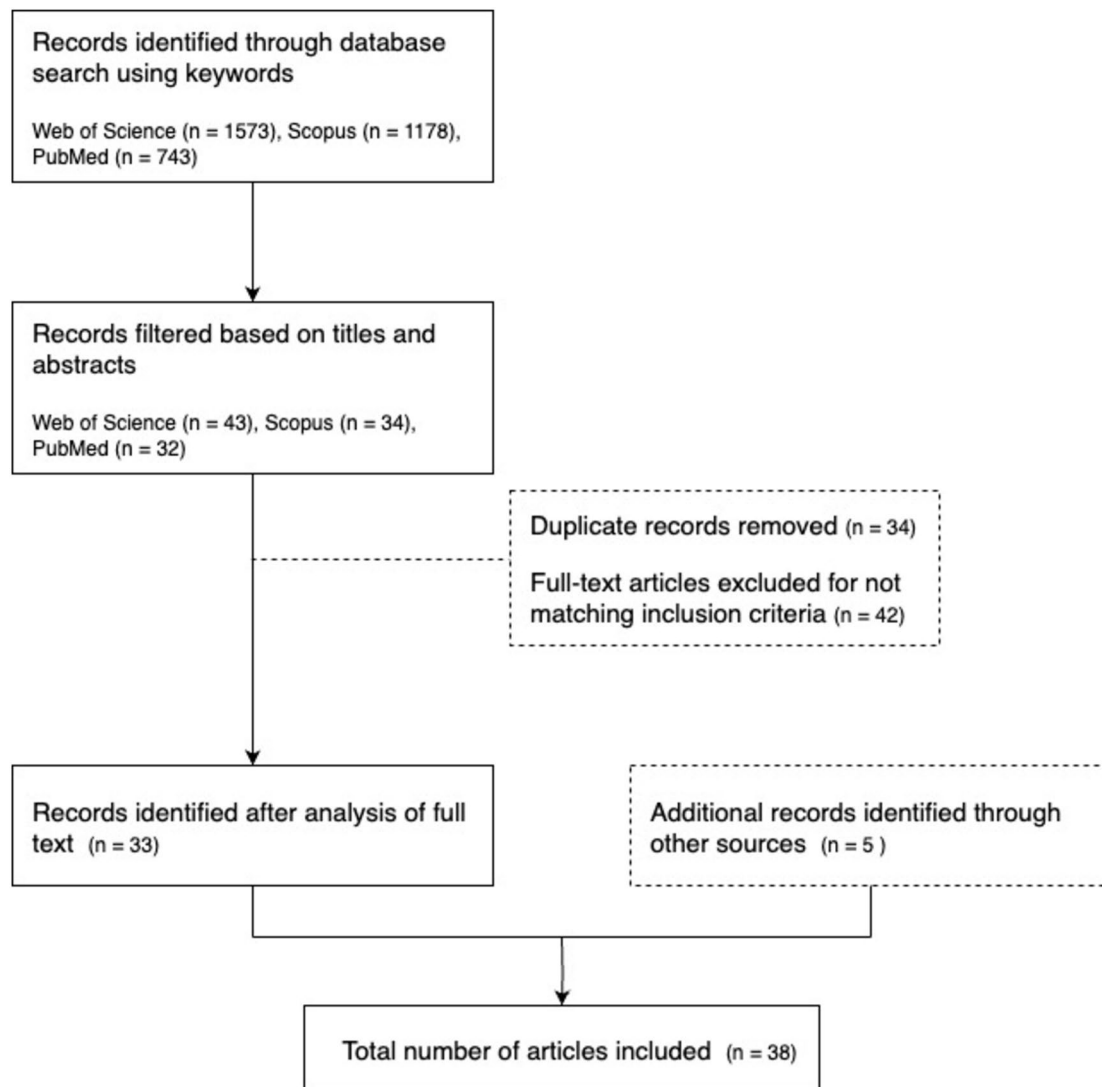 Records identified through database
search using keywords
Web of Science (n = 1573), Scopus (n = 1178),
PubMed (n = 743)
Records filtered based on titles and
abstracts
Web of Science (n = 43), Scopus (n = 34),
PubMed (n = 32)
Duplicate records removed (n = 34)
Full-text articles excluded for not
matching inclusion criteria (n = 42)
Records identified after analysis of full
text (n = 33)
Additional records identified through
other sources (n = 5 )
Total number of articles included (n = 38)